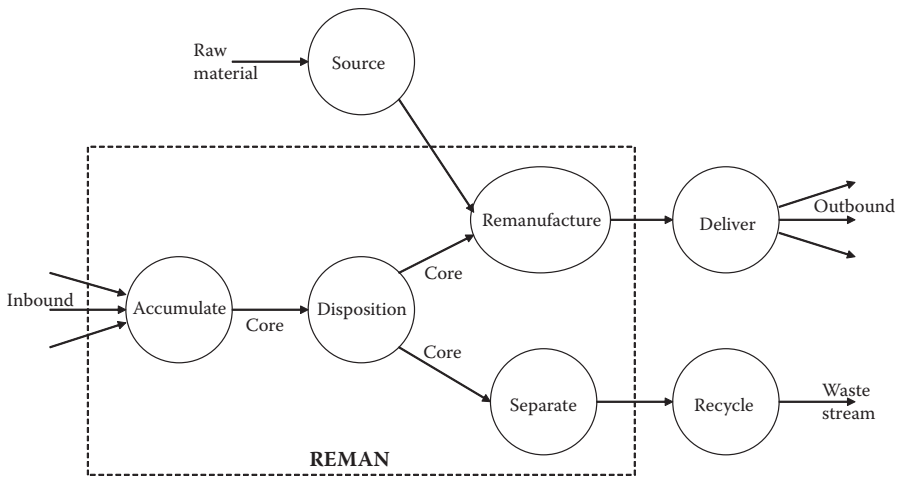 Raw
material
Source
Remanufacture
Deliver
Outbound
Core
Inbound
Accumulate
Core
Disposition
Core
Separate
Recycle
Waste
stream
REMAN